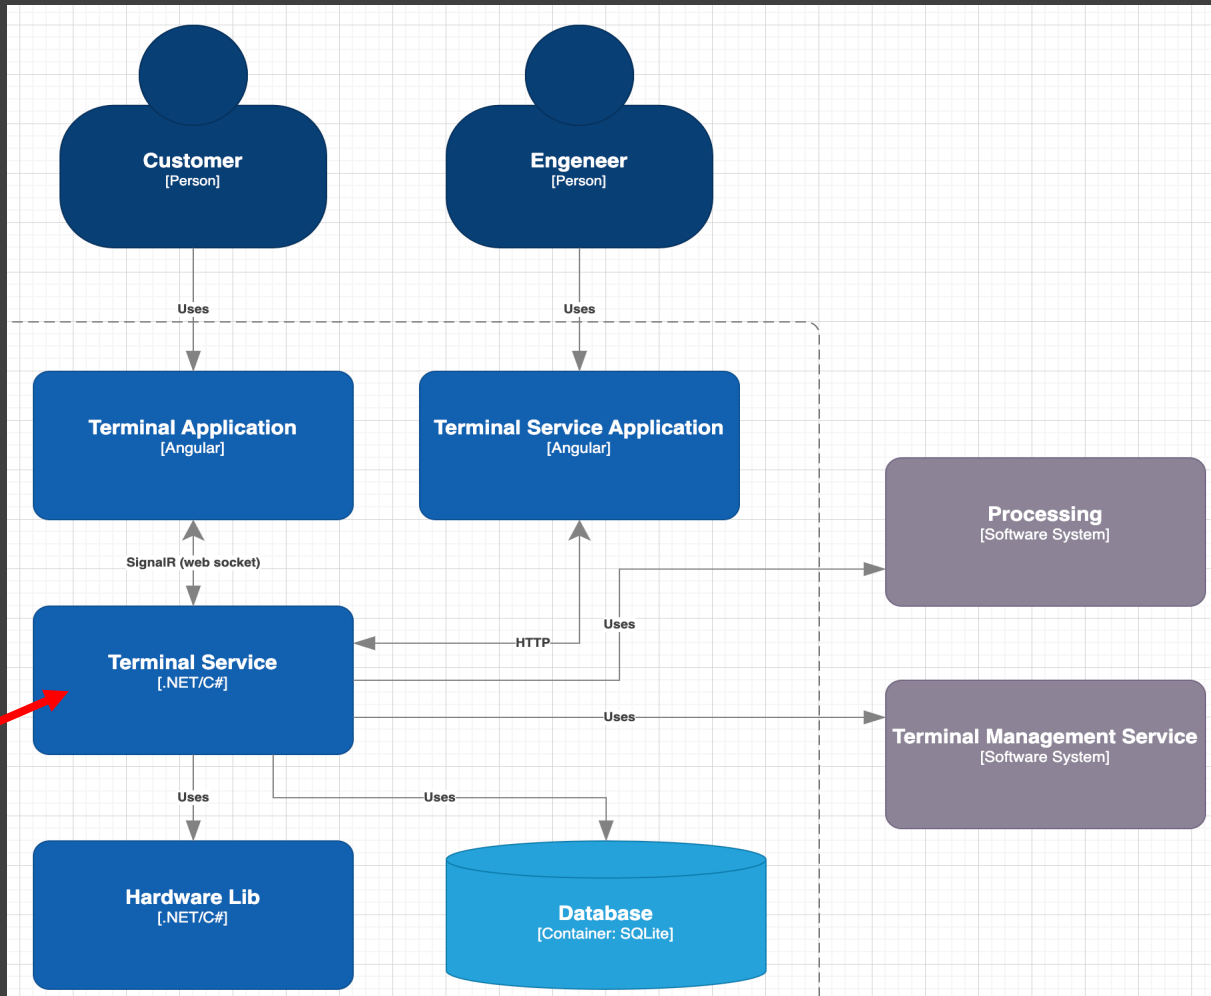 Customer
[Person]
Engeneer
[Person]
Uses
Uses
Terminal Application
[Angular]
Terminal Service Application
[Angular]
Processing
[Software System]
SignalR (web socket)
Uses
HTTP
Terminal Service
[.NET/C#]
Uses
Terminal Management Service
[Software System]
Uses
Uses
Hardware Lib
[.NET/C#]
Database
[Container: SQLite]